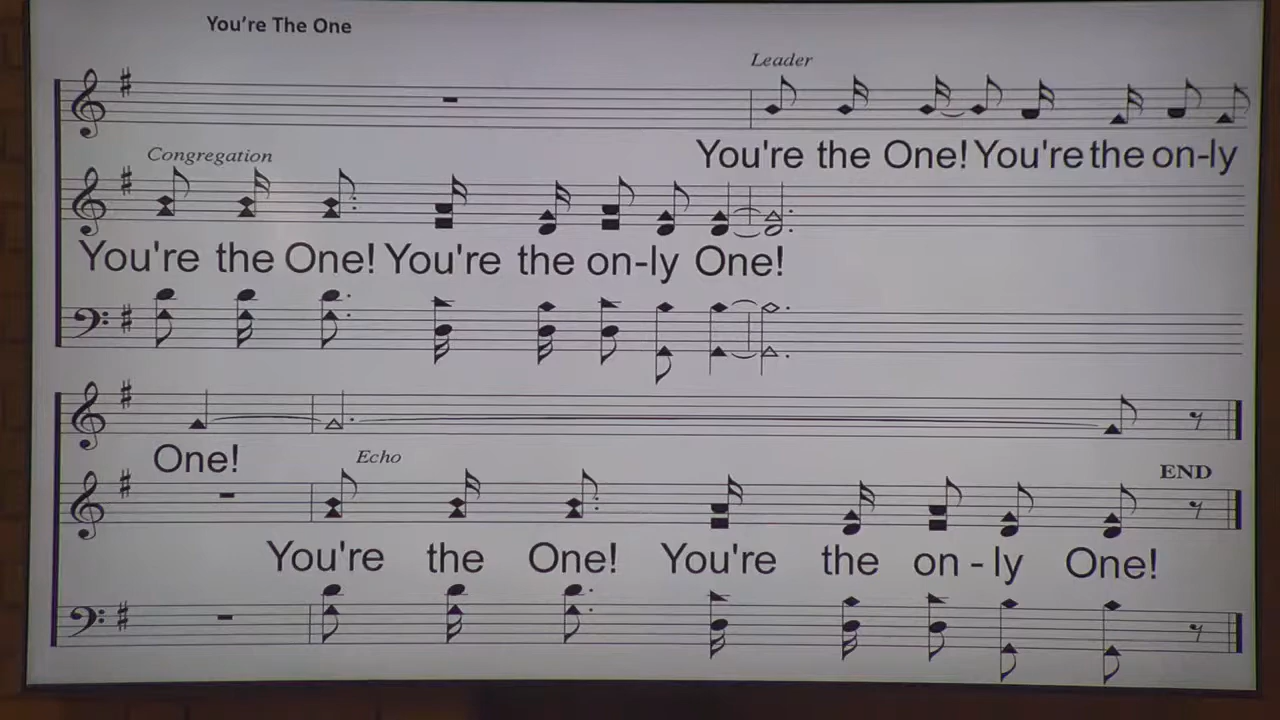 You're The One
Leader
You're the One! You're the on-ly
Congregation
You're the One! You're the on-ly One!
One!
Echo
END
You're the One! You're the on - ly One!